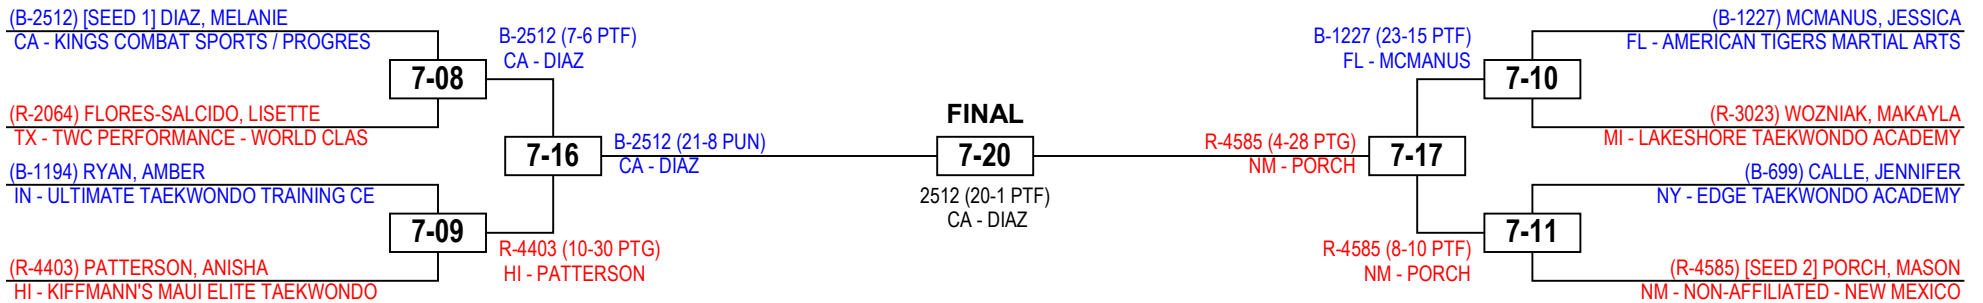 (B-2512) [SEED 1] DIAZ, MELANIE
CA - KINGS COMBAT SPORTS / PROGRES
7-08
(R-2064) FLORES-SALCIDO, LISETTE
TX - TWC PERFORMANCE - WORLD CLAS
(B-1194) RYAN, AMBER
IN - ULTIMATE TAEKWONDO TRAINING CE
7-09
(R-4403) PATTERSON, ANISHA
HI - KIFFMANN'S MAUI ELITE TAEKWONDO
B-2512 (7-6 PTF)
CA - DIAZ
7-16
R-4403 (10-30 PTG)
HI - PATTERSON
B-2512 (21-8 PUN)
CA - DIAZ
FINAL
7-20
2512 (20-1 PTF)
CA - DIAZ
R-4585 (4-28 PTG)
NM - PORCH
B-1227 (23-15 PTF)
FL - MCMANUS
7-17
R-4585 (8-10 PTF)
NM - PORCH
(B-1227) MCMANUS, JESSICA
FL - AMERICAN TIGERS MARTIAL ARTS
7-10
(R-3023) WOZNIAK, MAKAYLA
MI - LAKESHORE TAEKWONDO ACADEMY
(B-699) CALLE, JENNIFER
NY - EDGE TAEKWONDO ACADEMY
7-11
(R-4585) [SEED 2] PORCH, MASON
NM - NON-AFFILIATED - NEW MEXICO